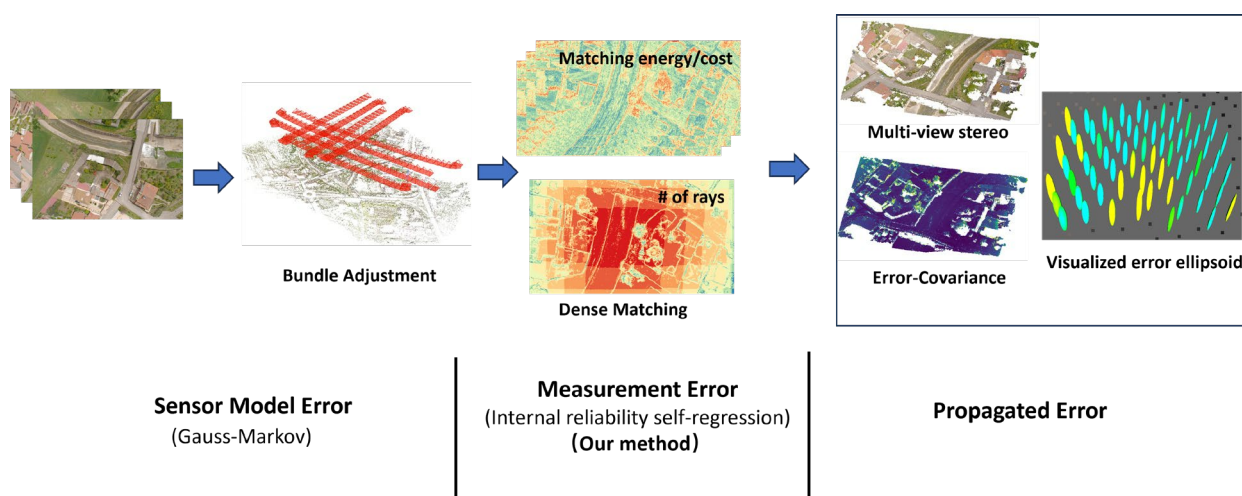 Matching energy/cost
# of rays
Bundle Adjustment
Dense Matching
Multi-view stereo
Error-Covariance
Visualized error ellipsoid
Sensor Model Error
(Gauss-Markov)
Measurement Error
(Internal reliability self-regression)
(Our method)
Propagated Error